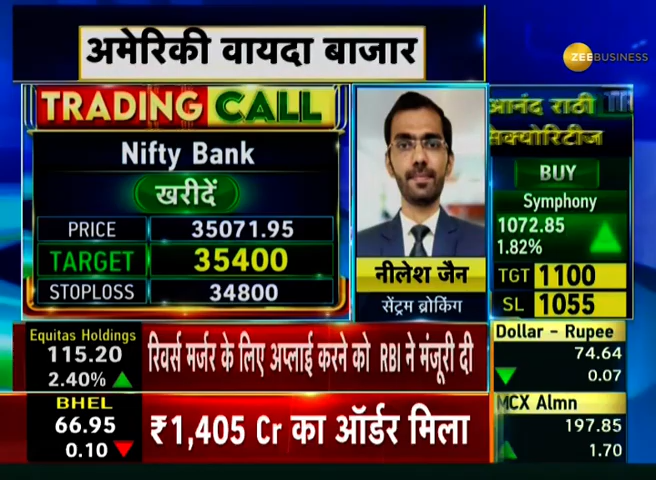 अमेरिकी वायदा बाजार
ZEEBUSINESS
TRADING CALL
Nifty Bank
खरीदें
PRICE 35071.95
TARGET 35400
STOPLOSS 34800
नीलेश जैन
सेंट्रम ब्रोकिंग
आनंद राठी
सिक्योरिटीज
BUY
Symphony
1072.85
1.82%
TGT 1100
SL 1055
Equitas Holdings
115.20
2.40%
रिवर्स मर्जर के लिए अप्लाई करने को RBI ने मंजूरी दी
BHEL
66.95
0.10
₹1,405 Cr का ऑर्डर मिला
Dollar - Rupee
74.64
0.07
MCX Almn
197.85
1.70